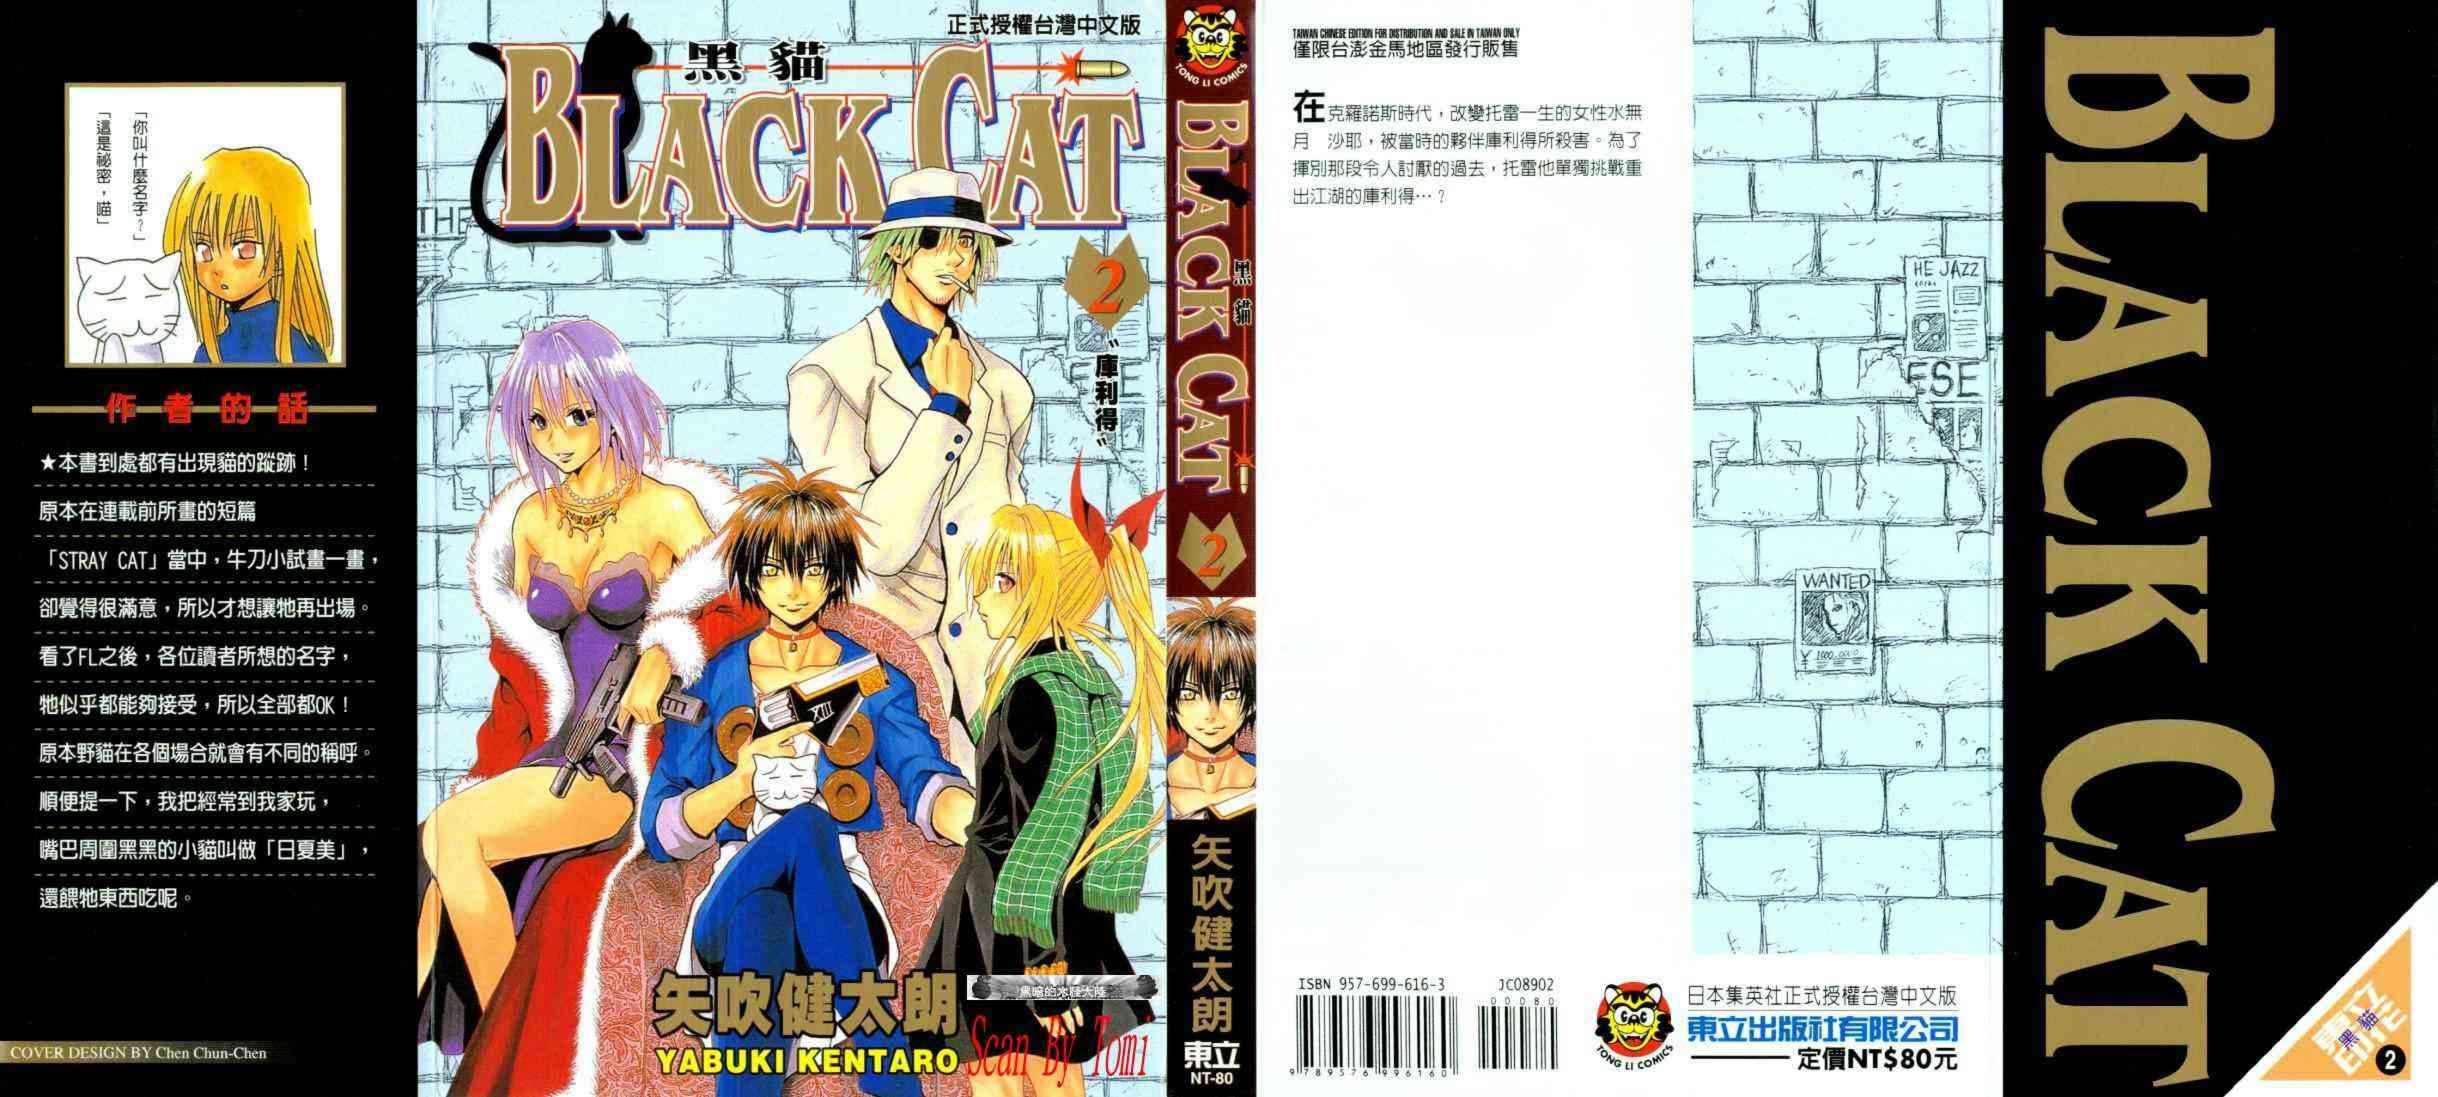 「你叫什麼名字？」
「這是祕密，喵」
作者的話
★本書到處都有出現貓的蹤跡！
原本在連載前所畫的短篇
「STRAY CAT」當中，牛刀小試畫一畫，
卻覺得很滿意，所以才想讓牠再出場。
看了FL之後，各位讀者所想的名字，
牠似乎都能夠接受，所以全部都OK！
原本野貓在各個場合就會有不同的稱呼。
順便提一下，我把經常到我家玩，
嘴巴周圍黑黑的小貓叫做「日夏美」，
還餵牠東西吃呢。
COVER DESIGN BY Chen Chun-Chen
正式授權台灣中文版
黑貓
BLACK CAT
THE
2
〝庫利得〞
ESE
XIII
矢吹健太朗
YABUKI KENTARO
Scan By Tomi
TONG LI COMICS
BLACK CAT
黑貓
2
矢吹健太朗
東立
NT-80
TAIWAN CHINESE EDITION FOR DISTRIBUTION AND SALE IN TAIWAN ONLY
僅限台澎金馬地區發行販售
在克羅諾斯時代，改變托雷一生的女性水無
月　沙耶，被當時的夥伴庫利得所殺害。為了
揮別那段令人討厭的過去，托雷他單獨挑戰重
出江湖的庫利得…？
ISBN 957-699-616-3
JC08902
00080
9789576996160
HE JAZZ
ESE
WANTED
TONG LI COMICS
日本集英社正式授權台灣中文版
東立出版社有限公司
定價NT$80元
BLACK CAT
東立
黑貓
2